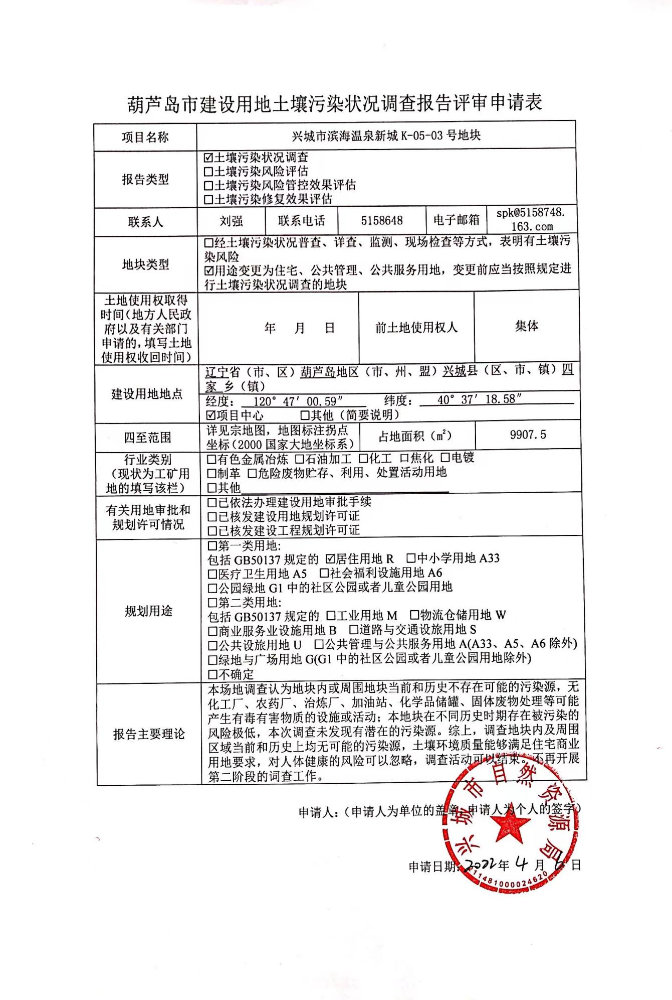 葫芦岛市建设用地土壤污染状况调查报告评审申请表
项目名称
兴城市滨海温泉新城K-05-03 号地块
报告类型
☑土壤污染状况调查
☐土壤污染风险评估
☐土壤污染风险管控效果评估
☐土壤污染修复效果评估
联系人
刘强
联系电话
5158648
电子邮箱
spk@5158748.
163.com
地块类型
☐经土壤污染状况普查、详查、监测、现场检查等方式，表明有土壤污
染风险
☑用途变更为住宅、公共管理、公共服务用地，变更前应当按照规定进
行土壤污染状况调查的地块
土地使用权取得
时间（地方人民政
府以及有关部门
申请的，填写土地
使用权收回时间）
年 月 日
前土地使用权人
集体
建设用地地点
辽宁省（市、区）葫芦岛地区（市、州、盟）兴城县（区、市、镇）四
家 乡（镇）
经度： 120° 47′ 00.59″ 纬度： 40° 37′ 18.58″
☑项目中心 ☐其他（简要说明）
四至范围
详见宗地图，地图标注拐点
坐标（2000 国家大地坐标系）
占地面积（㎡）
9907.5
行业类别
（现状为工矿用
地的填写该栏）
☐有色金属冶炼 ☐石油加工 ☐化工 ☐焦化 ☐电镀
☐制革 ☐危险废物贮存、利用、处置活动用地
☐其他
有关用地审批和
规划许可情况
☐已依法办理建设用地审批手续
☐已核发建设用地规划许可证
☐已核发建设工程规划许可证
规划用途
☐第一类用地:
包括 GB50137 规定的 ☑居住用地 R ☐中小学用地 A33
☐医疗卫生用地 A5 ☐社会福利设施用地 A6
☐公园绿地 G1 中的社区公园或者儿童公园用地
☐第二类用地:
包括 GB50137 规定的 ☐工业用地 M ☐物流仓储用地 W
☐商业服务业设施用地 B ☐道路与交通设旅用地 S
☐公共设旅用地 U ☐公共管理与公共服务用地 A(A33、A5、A6 除外)
☐绿地与广场用地 G(G1 中的社区公园或者儿童公园用地除外)
☐不确定
报告主要理论
本场地调查认为地块内或周围地块当前和历史不存在可能的污染源，无
化工厂、农药厂、冶炼厂、加油站、化学品储罐、固体废物处理等可能
产生有毒有害物质的设施或活动；本地块在不同历史时期存在被污染的
风险极低，本次调查未发现有潜在的污染源。综上，调查地块内及周围
区域当前和历史上均无可能的污染源，土壤环境质量能够满足住宅商业
用地要求，对人体健康的风险可以忽略，调查活动可以结束。不再开展
第二阶段的词查工作。
申请人：（申请人为单位的盖章，申请人为个人的签字）
兴城市自然资源局
申请日期：2022年 4 月 6 日
211481000024620